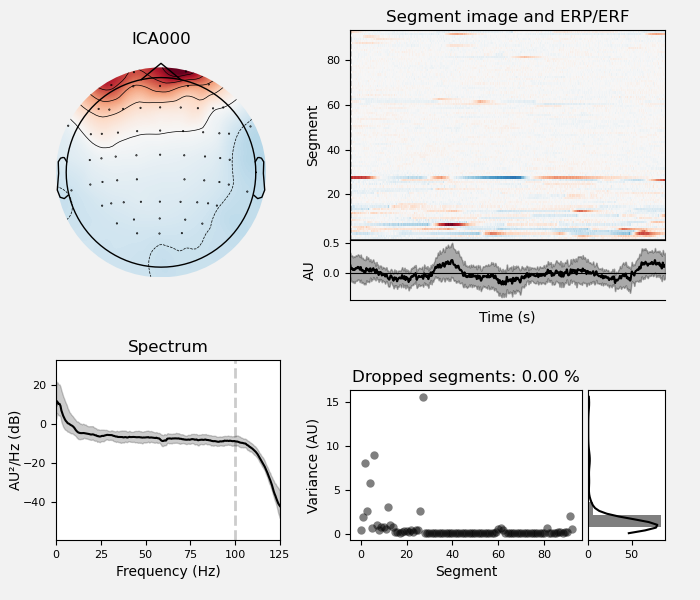 ICA000
Segment image and ERP/ERF
Segment
80
60
40
20
0.5
0.0
AU
Time (s)
Spectrum
AU²/Hz (dB)
20
0
−20
−40
0 25 50 75 100 125
Frequency (Hz)
Dropped segments: 0.00 %
Variance (AU)
15
10
5
0
0 20 40 60 80
Segment
0 50